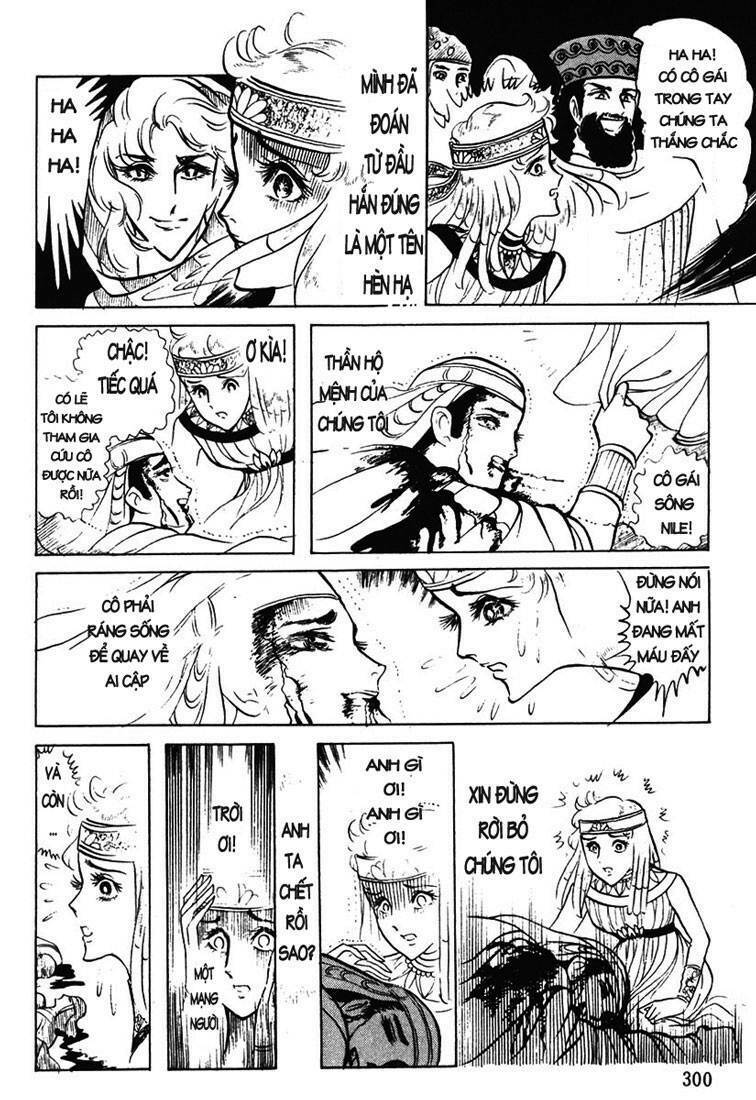 HA HA!
CÓ CÔ GÁI
TRONG TAY
CHÚNG TA
THẮNG CHẮC
MÌNH ĐÃ
ĐOÁN
TỪ ĐẦU
HẮN ĐÚNG
LÀ MỘT TÊN
HÈN HẠ
HA
HA
HA!
THẦN HỘ
MỆNH CỦA
CHÚNG TÔI
CÔ GÁI
SÔNG
NILE!
Ơ KÌA!
CHẬC!
TIẾC QUÁ
CÓ LẼ
TÔI KHÔNG
THAM GIA
CỨU CÔ
ĐƯỢC NỮA
RỒI!
ĐỪNG NÓI
NỮA! ANH
ĐANG MẤT
MÁU ĐẤY
CÔ PHẢI
RÁNG SỐNG
ĐỂ QUAY VỀ
AI CẬP
XIN ĐỪNG
RỜI BỎ
CHÚNG TÔI
ANH GÌ
ƠI!
ANH GÌ
ƠI!
ANH
TA
CHẾT
RỒI
SAO?
TRỜI
ƠI!
MỘT
MẠNG
NGƯỜI
VÀ
CÒN
...
300